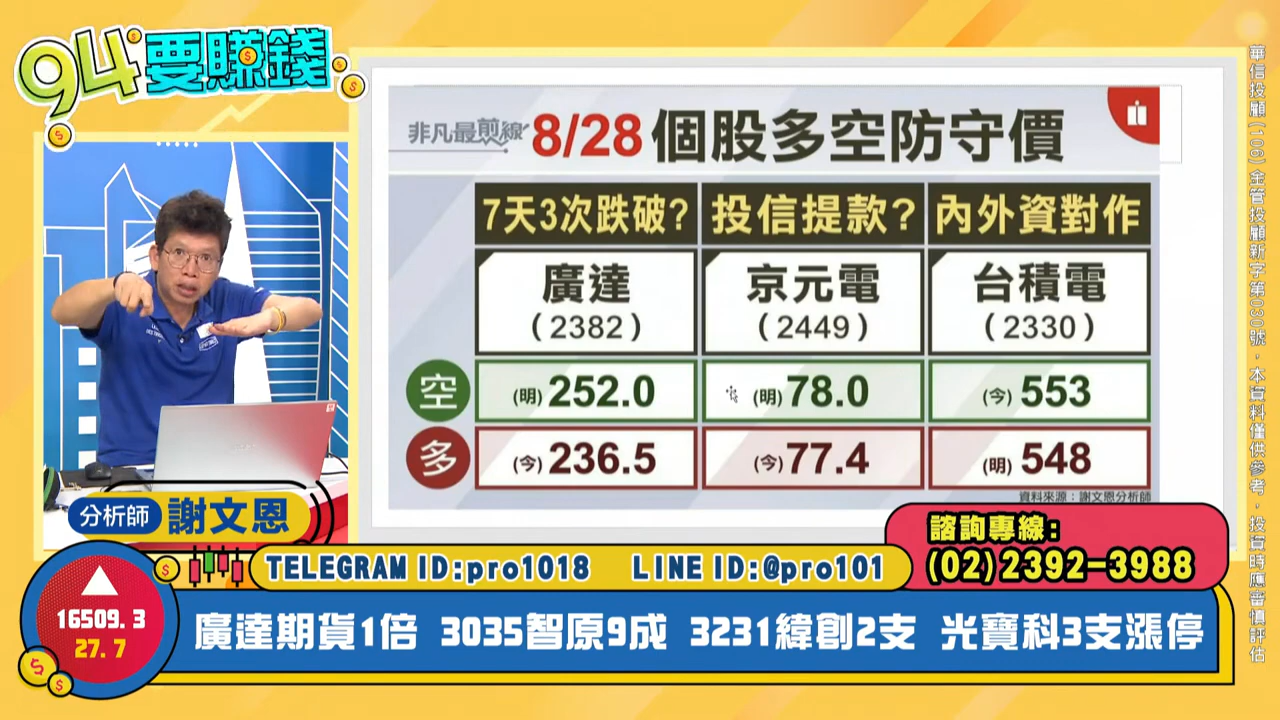 94要賺錢
非凡最前線 8/28個股多空防守價
7天3次跌破? 投信提款? 內外資對作
廣達 京元電 台積電
(2382) (2449) (2330)
空 (明)252.0 (明)78.0 (今)553
多 (今)236.5 (今)77.4 (明)548
資料來源:謝文恩分析師
分析師 謝文恩
諮詢專線:
TELEGRAM ID:pro1018 LINE ID:@pro101 (02)2392-3988
16509.3
27.7
廣達期貨1倍 3035智原9成 3231緯創2支 光寶科3支漲停
華信投顧(106)金管投顧新字第030號,本資料僅供參考,投資時應審慎評估